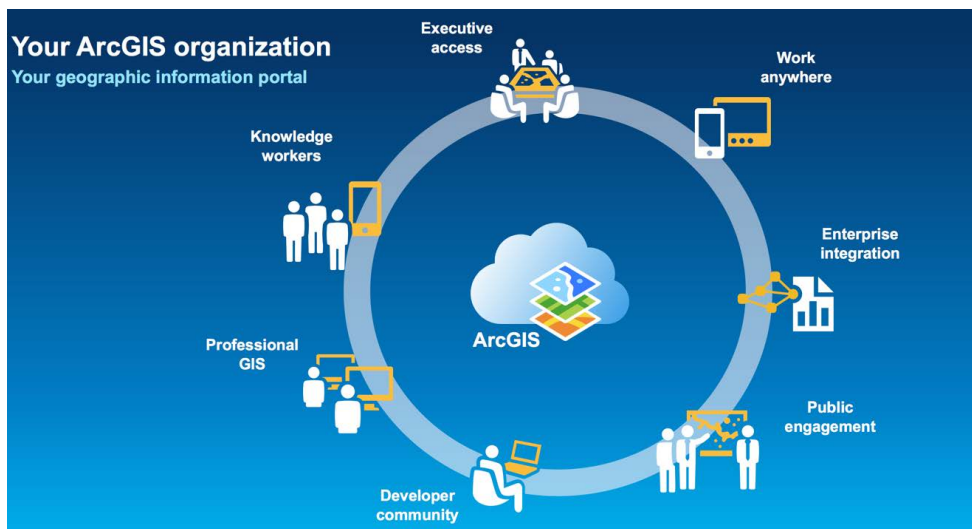 Your ArcGIS organization
Your geographic information portal
Executive
access
Work
anywhere
Knowledge
workers
Enterprise
integration
ArcGIS
Professional
GIS
Public
engagement
Developer
community